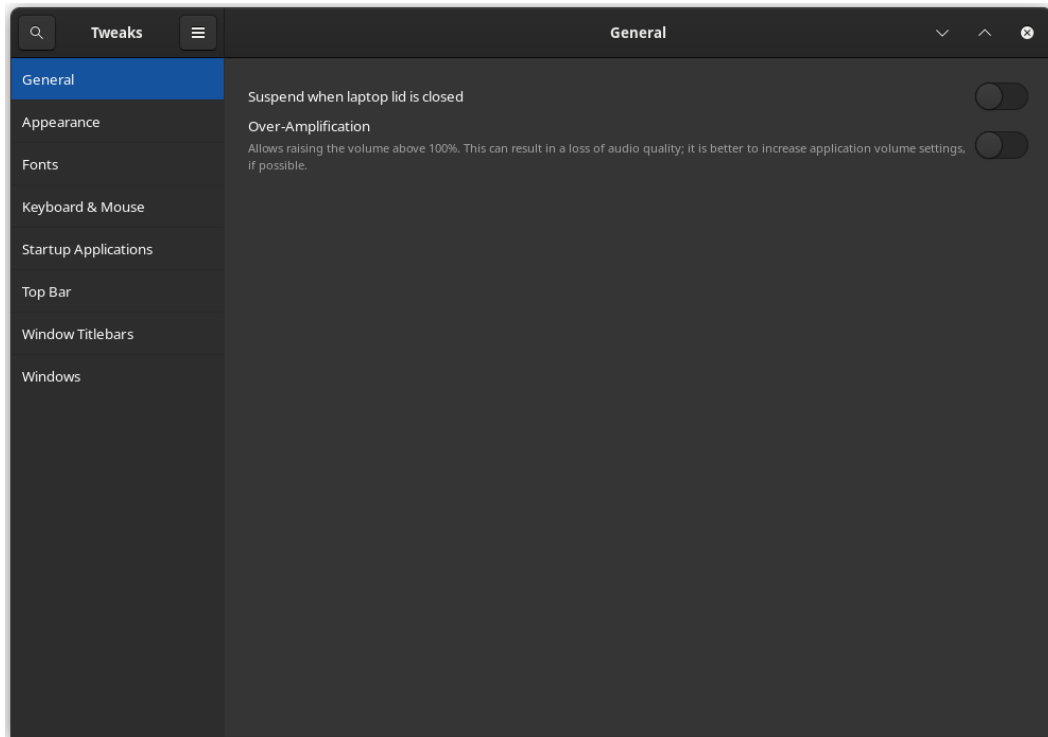 Tweaks
General
General
Appearance
Fonts
Keyboard & Mouse
Startup Applications
Top Bar
Window Titlebars
Windows
Suspend when laptop lid is closed
Over-Amplification
Allows raising the volume above 100%. This can result in a loss of audio quality; it is better to increase application volume settings,
if possible.